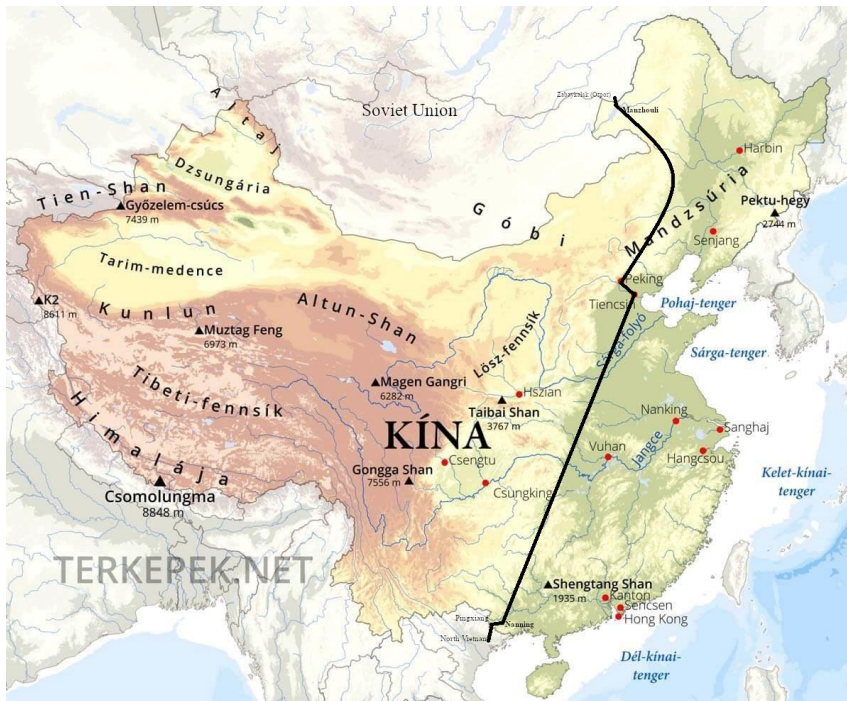 Zabaykalsk (Otpor)
Manzhouli
Soviet Union
Altaj
Harbin
Dzsungária
Tien-Shan
Győzelem-csúcs
7439 m
Góbi
Mandzsúria
Pektu-hegy
2744 m
Senjang
Tarim-medence
Peking
K2
8611 m
Kunlun
Altun-Shan
Tiencsin
Pohaj-tenger
Muztag Feng
6973 m
Lösz-fennsík
Sárga-folyó
Sárga-tenger
Tibeti-fennsík
Magen Gangri
6282 m
Hszian
Himalája
Taibai Shan
3767 m
Nanking
Sanghaj
KÍNA
Jangce
Vuhan
Hangcsou
Csengtu
Gongga Shan
7556 m
Kelet-kínai-
tenger
Csomolungma
8848 m
Csungking
TERKEPEK.NET
Shengtang Shan
1935 m
Kanton
Sencsen
Hong Kong
Pingxiang
Nanning
North Vietnam
Dél-kínai-
tenger